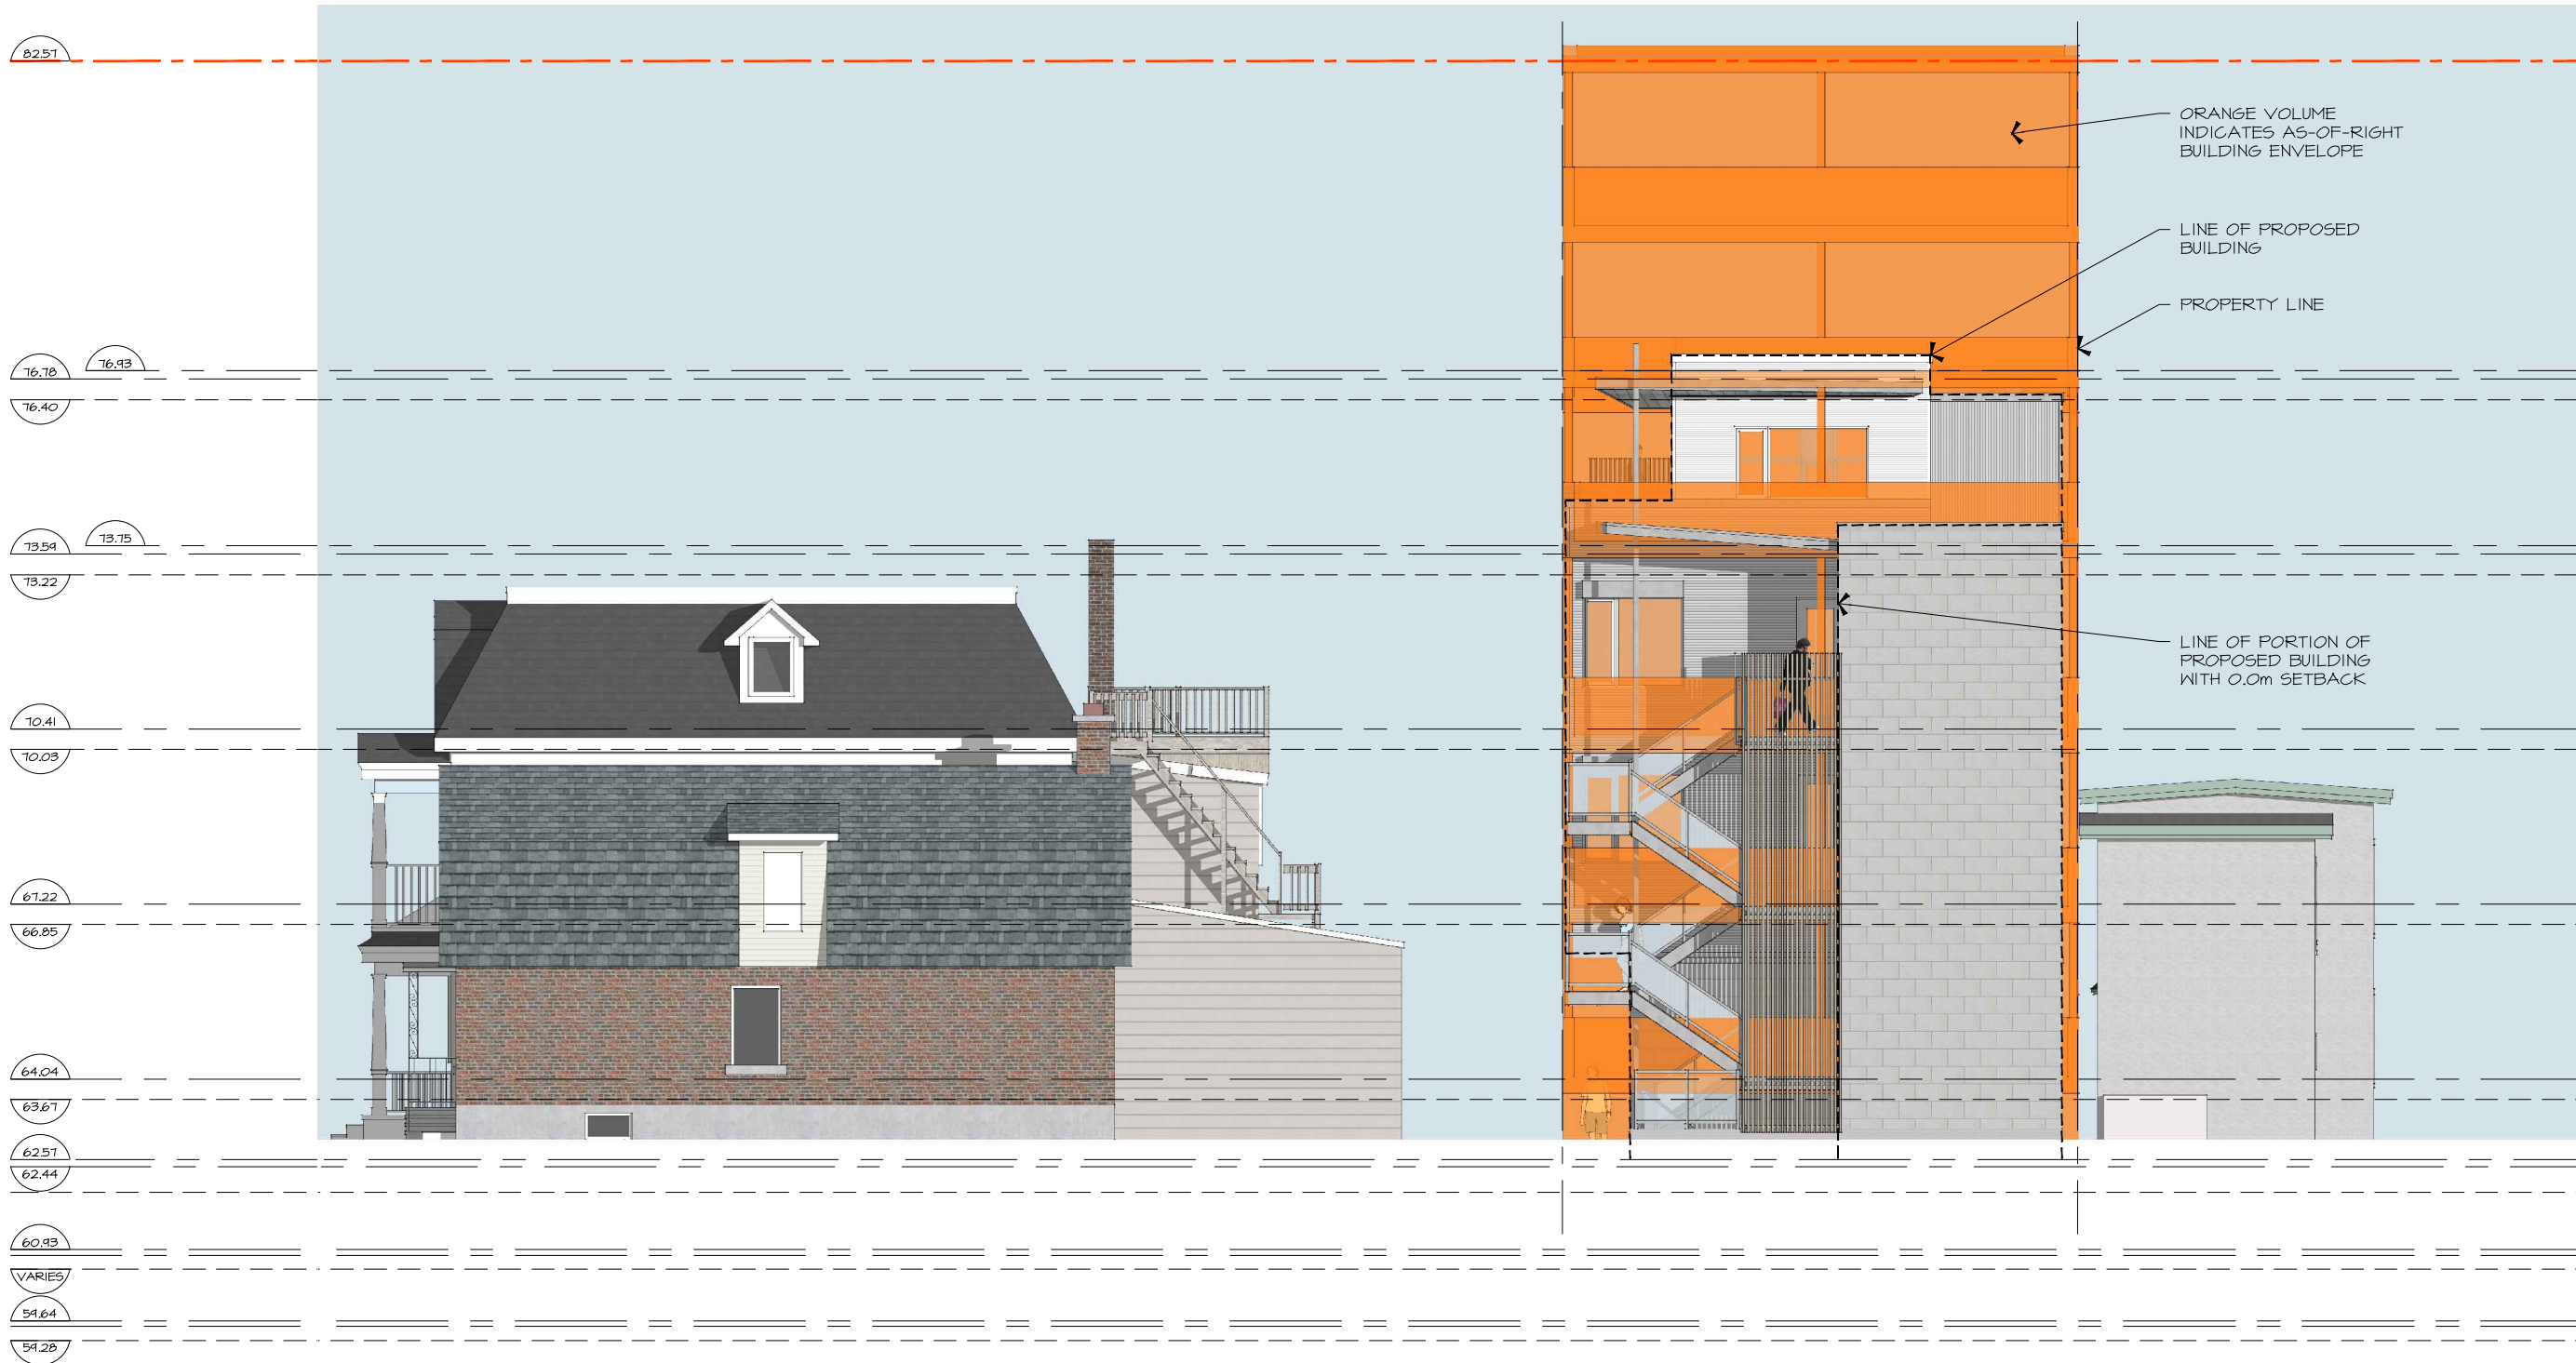 82.57
ORANGE VOLUME
INDICATES AS-OF-RIGHT
BUILDING ENVELOPE
LINE OF PROPOSED
BUILDING
PROPERTY LINE
76.93
76.78
76.40
73.75
73.59
73.22
LINE OF PORTION OF
PROPOSED BUILDING
WITH 0.0m SETBACK
70.41
70.03
67.22
66.85
64.04
63.67
62.57
62.44
60.93
VARIES
59.64
59.28